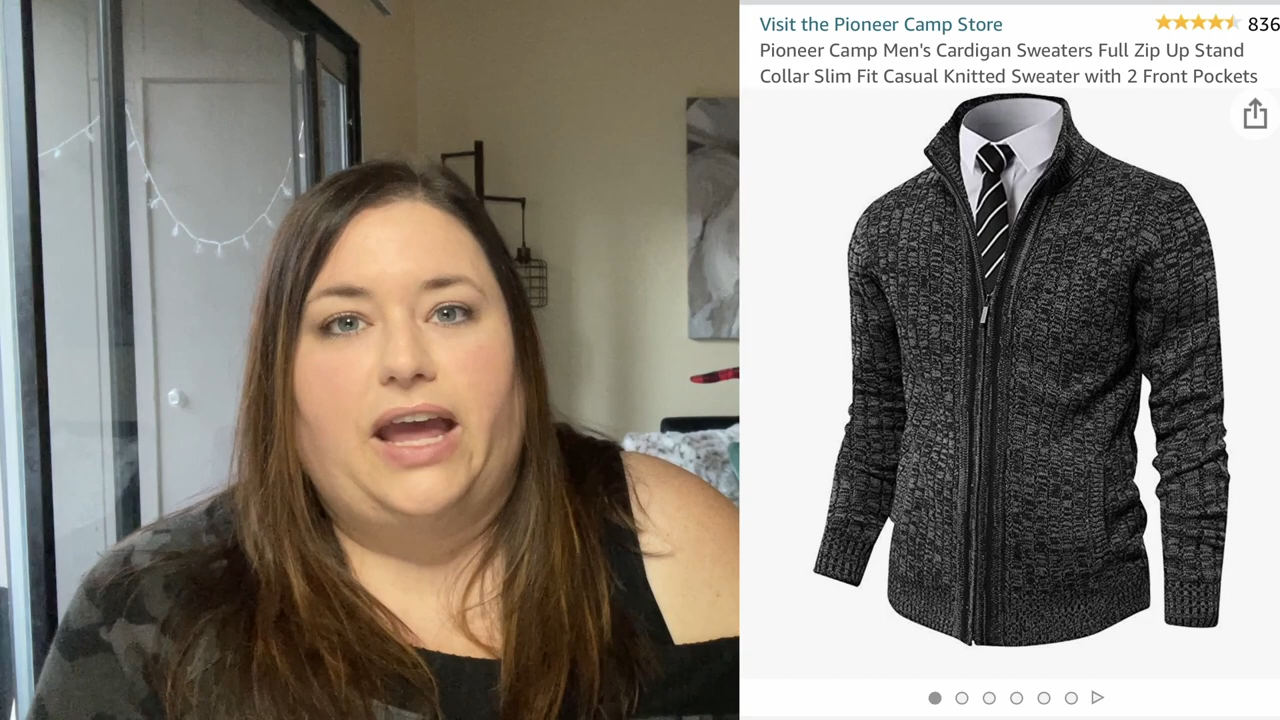 Visit the Pioneer Camp Store
836
Pioneer Camp Men's Cardigan Sweaters Full Zip Up Stand
Collar Slim Fit Casual Knitted Sweater with 2 Front Pockets